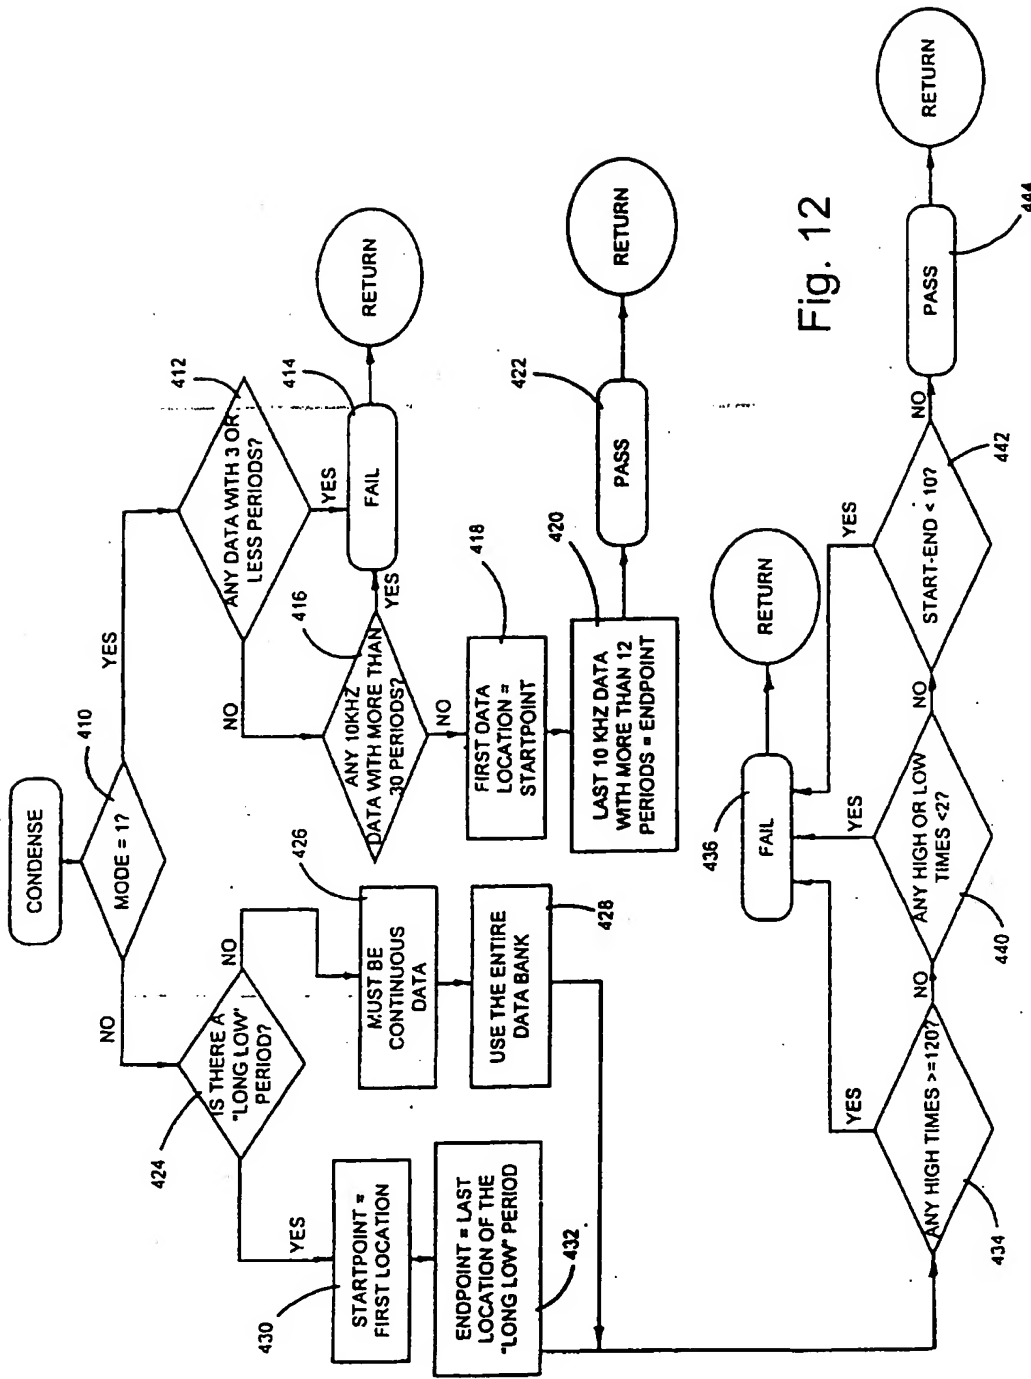 CONDENSE
410
MODE = 1?
YES
NO
412
ANY DATA WITH 3 OR
LESS PERIODS?
YES
NO
414
FAIL
RETURN
416
ANY 10KHZ
DATA WITH MORE THAN
30 PERIODS?
YES
NO
418
FIRST DATA
LOCATION =
STARTPOINT
420
LAST 10 KHZ DATA
WITH MORE THAN 12
PERIODS = ENDPOINT
422
PASS
RETURN
424
IS THERE A
"LONG LOW"
PERIOD?
NO
YES
426
MUST BE
CONTINUOUS
DATA
428
USE THE ENTIRE
DATA BANK
430
STARTPOINT =
FIRST LOCATION
432
ENDPOINT = LAST
LOCATION OF THE
"LONG LOW" PERIOD
434
ANY HIGH TIMES >=120?
YES
NO
436
FAIL
RETURN
440
ANY HIGH OR LOW
TIMES <2?
YES
NO
442
START-END < 10?
YES
NO
444
PASS
RETURN
Fig. 12